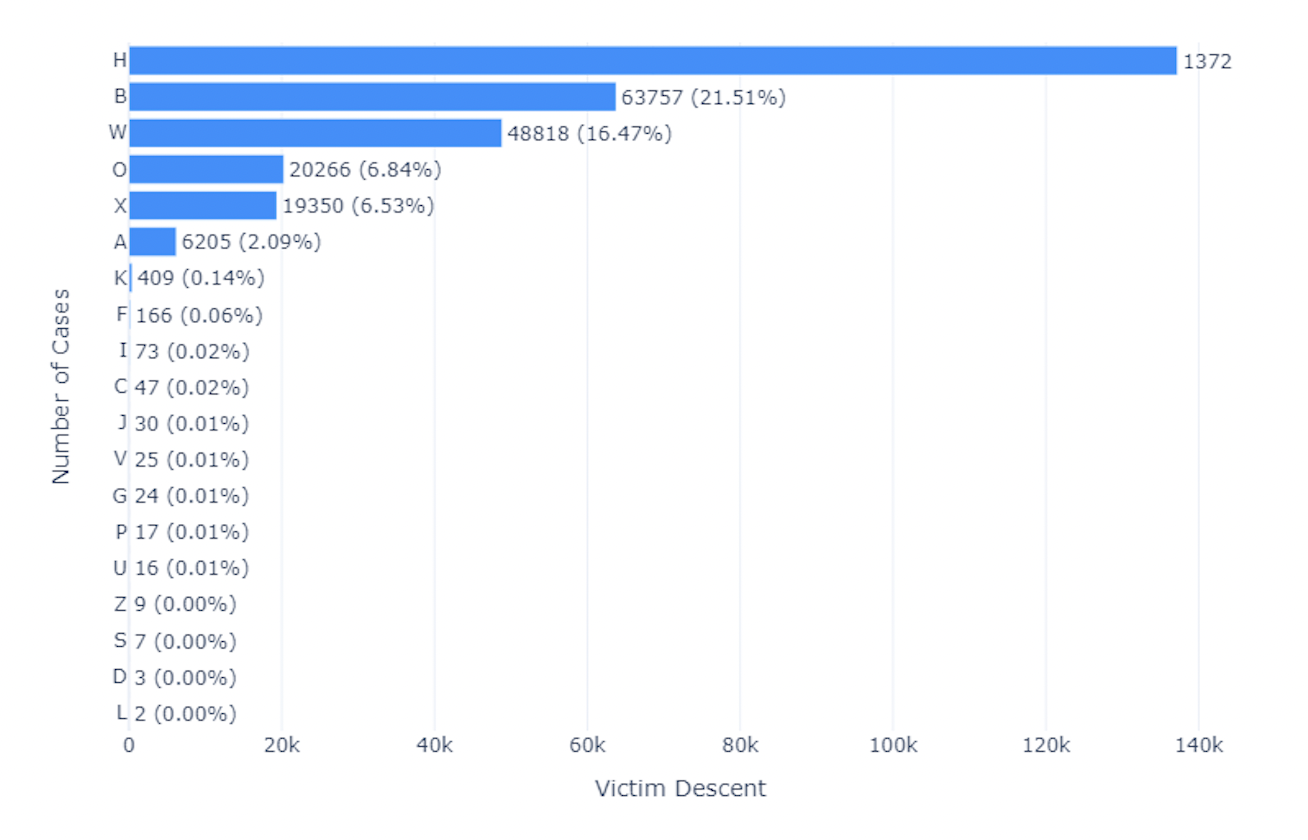 H 1372
B 63757 (21.51%)
W 48818 (16.47%)
O 20266 (6.84%)
X 19350 (6.53%)
A 6205 (2.09%)
K 409 (0.14%)
F 166 (0.06%)
I 73 (0.02%)
C 47 (0.02%)
J 30 (0.01%)
V 25 (0.01%)
G 24 (0.01%)
P 17 (0.01%)
U 16 (0.01%)
Z 9 (0.00%)
S 7 (0.00%)
D 3 (0.00%)
L 2 (0.00%)
0 20k 40k 60k 80k 100k 120k 140k
Victim Descent
Number of Cases